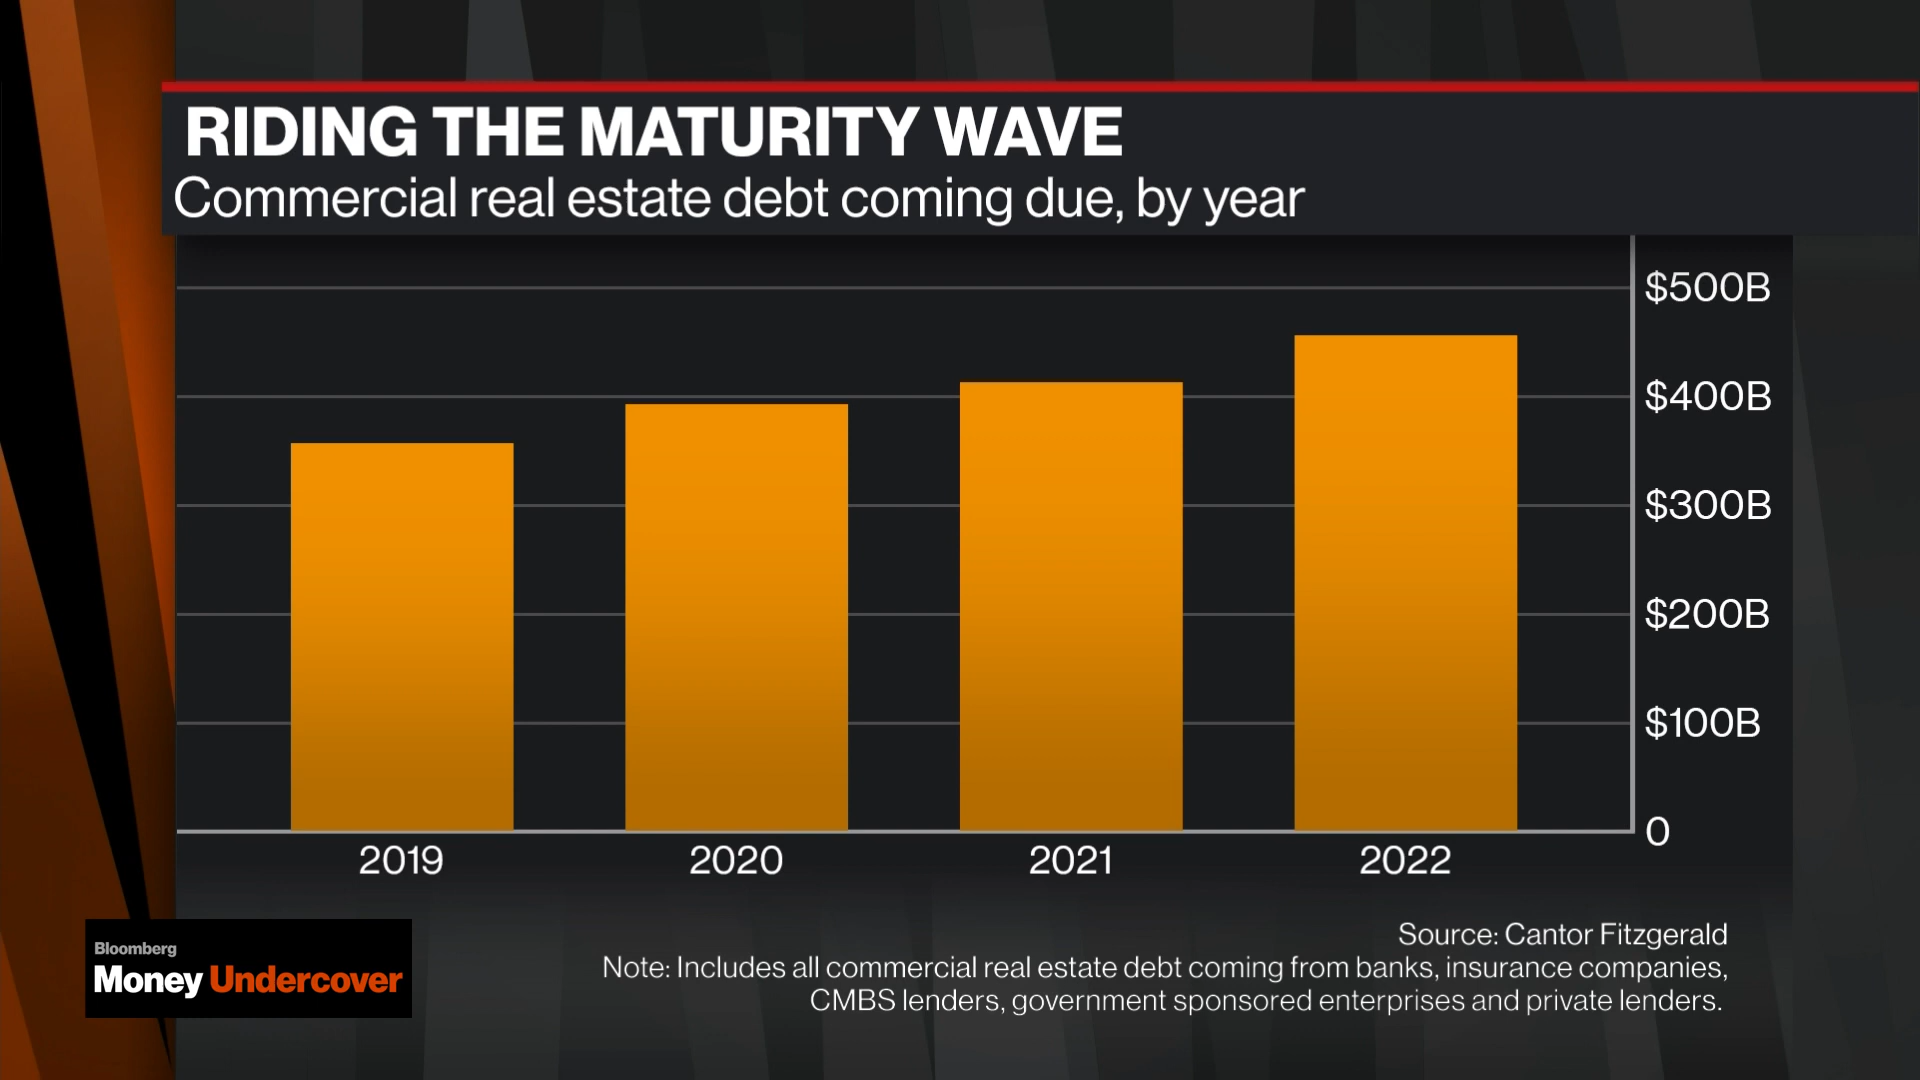 RIDING THE MATURITY WAVE
Commercial real estate debt coming due, by year
$500B
$400B
$300B
$200B
$100B
0
2019 2020 2021 2022
Source: Cantor Fitzgerald
Note: Includes all commercial real estate debt coming from banks, insurance companies,
CMBS lenders, government sponsored enterprises and private lenders.
Bloomberg
Money Undercover